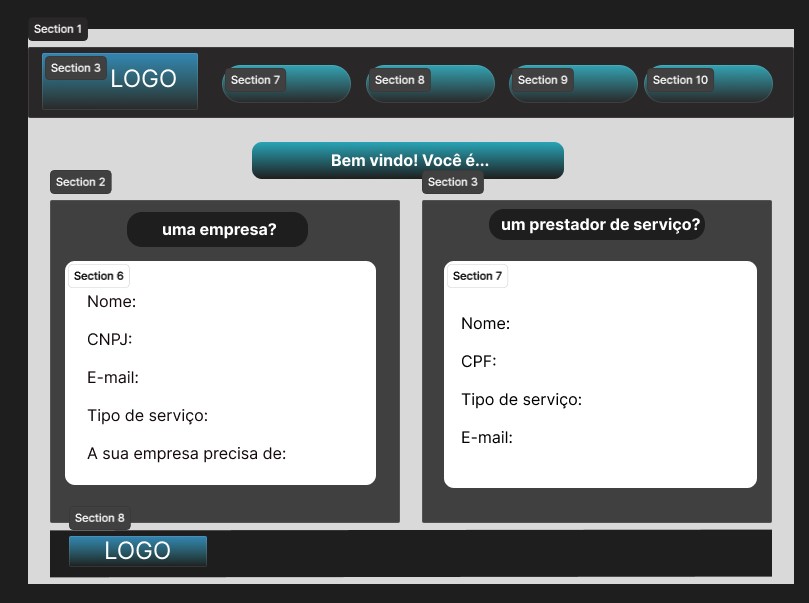 Section 1
Section 3
LOGO
Section 7
Section 8
Section 9
Section 10
Bem vindo! Você é...
Section 2
Section 3
uma empresa?
um prestador de serviço?
Section 6
Nome:
CNPJ:
E-mail:
Tipo de serviço:
A sua empresa precisa de:
Section 7
Nome:
CPF:
Tipo de serviço:
E-mail:
Section 8
LOGO